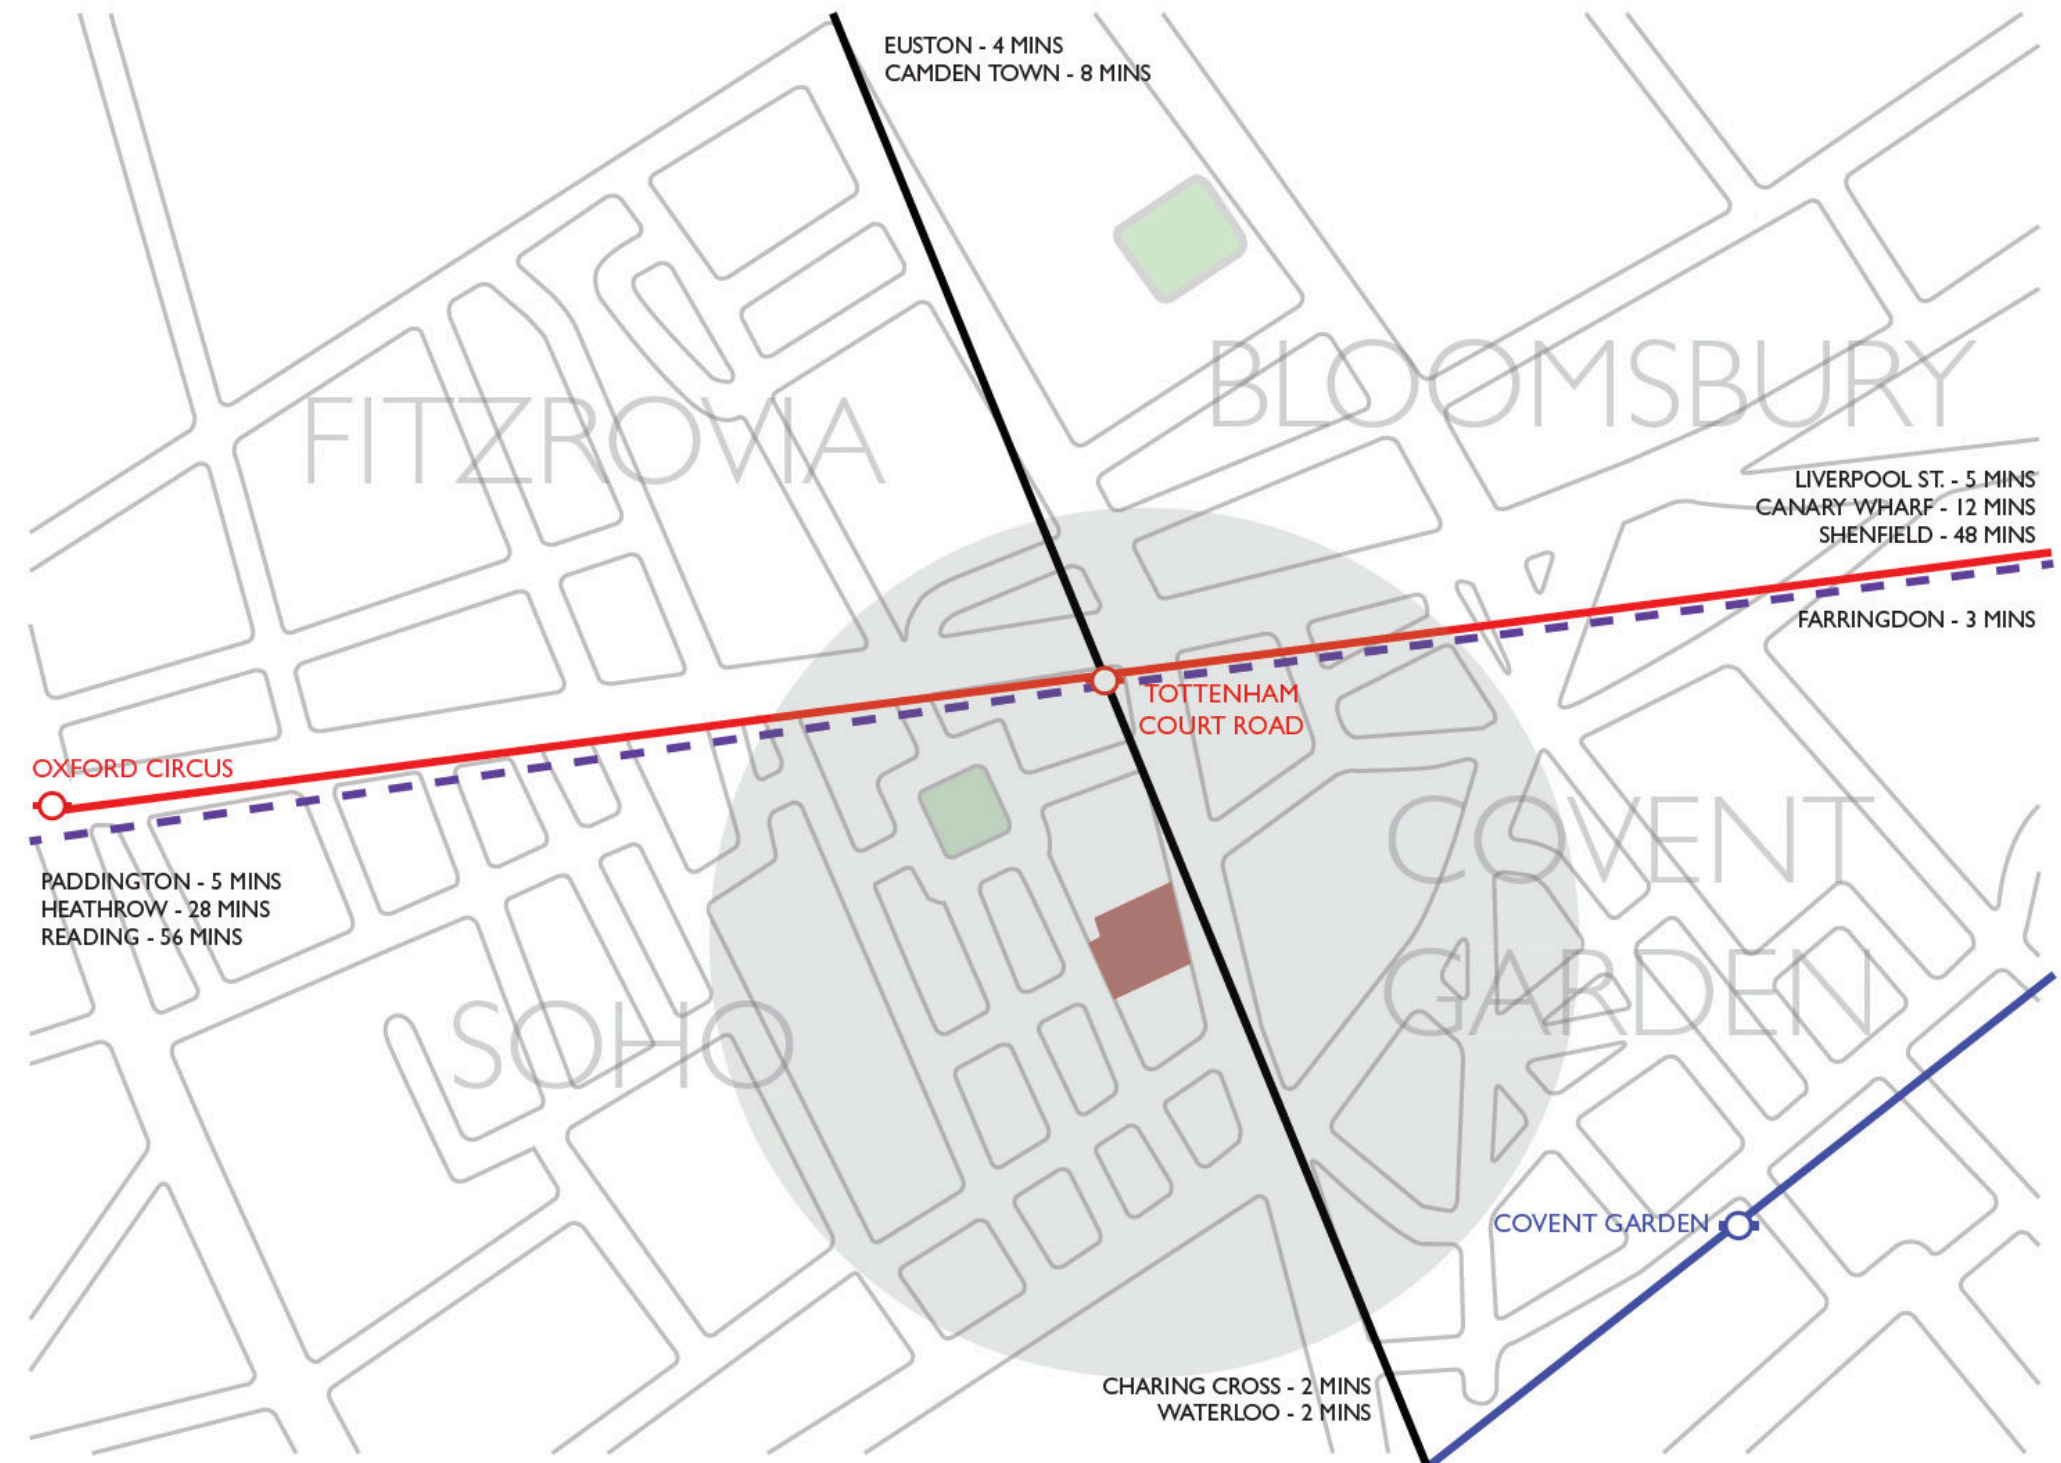 EUSTON - 4 MINS
CAMDEN TOWN - 8 MINS
BLOOMSBURY
FITZROVIA
LIVERPOOL ST. - 5 MINS
CANARY WHARF - 12 MINS
SHENFIELD - 48 MINS
FARRINGDON - 3 MINS
TOTTENHAM
COURT ROAD
OXFORD CIRCUS
PADDINGTON - 5 MINS
HEATHROW - 28 MINS
READING - 56 MINS
COVENT
GARDEN
SOHO
COVENT GARDEN
CHARING CROSS - 2 MINS
WATERLOO - 2 MINS